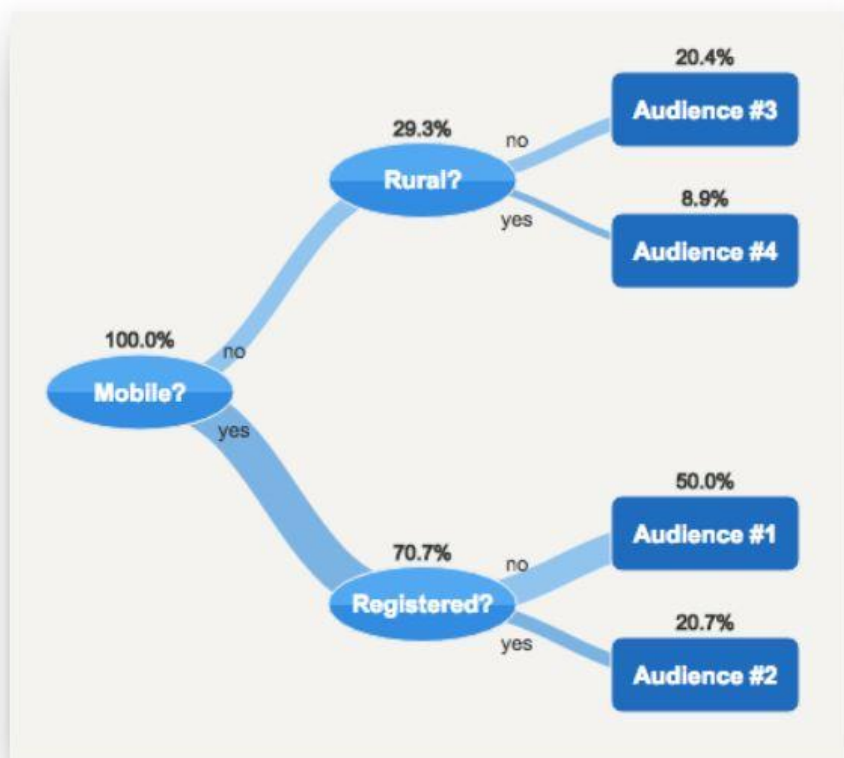 20.4%
Audience #3
29.3%
no
Rural?
8.9%
yes
Audience #4
100.0%
no
Mobile?
yes
50.0%
Audience #1
70.7%
no
Registered?
20.7%
yes
Audience #2